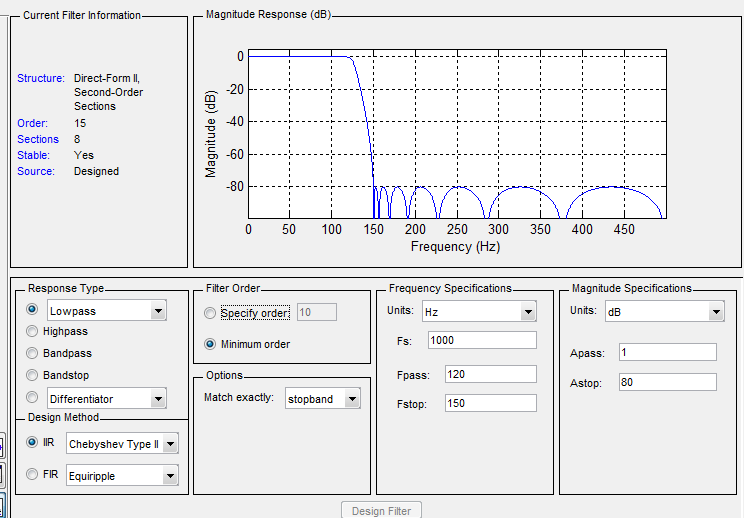 Current Filter Information
Structure: Direct-Form II,
Second-Order
Sections
Order: 15
Sections 8
Stable: Yes
Source: Designed
Magnitude Response (dB)
Magnitude (dB)
0
-20
-40
-60
-80
0 50 100 150 200 250 300 350 400 450
Frequency (Hz)
Response Type
Lowpass
Highpass
Bandpass
Bandstop
Differentiator
Design Method
IIR Chebyshev Type II
FIR Equiripple
Filter Order
Specify order: 10
Minimum order
Options
Match exactly: stopband
Frequency Specifications
Units: Hz
Fs: 1000
Fpass: 120
Fstop: 150
Magnitude Specifications
Units: dB
Apass: 1
Astop: 80
Design Filter